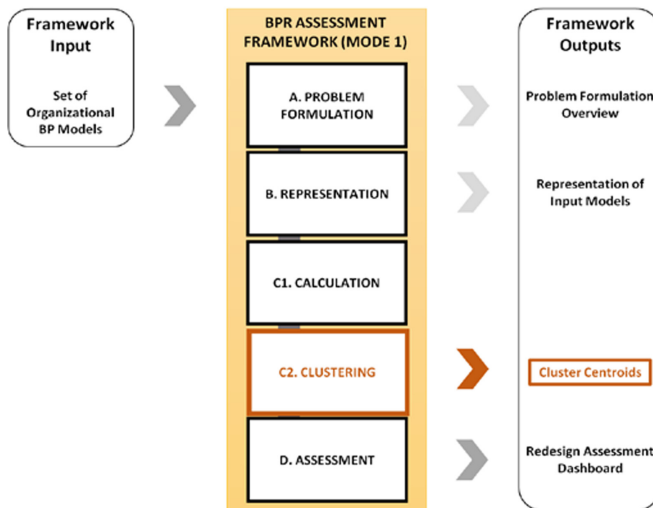 Framework
Input
Set of
Organizational
BP Models
BPR ASSESSMENT
FRAMEWORK (MODE 1)
A. PROBLEM
FORMULATION
B. REPRESENTATION
C1. CALCULATION
C2. CLUSTERING
D. ASSESSMENT
Framework
Outputs
Problem Formulation
Overview
Representation of
Input Models
Cluster Centroids
Redesign Assessment
Dashboard